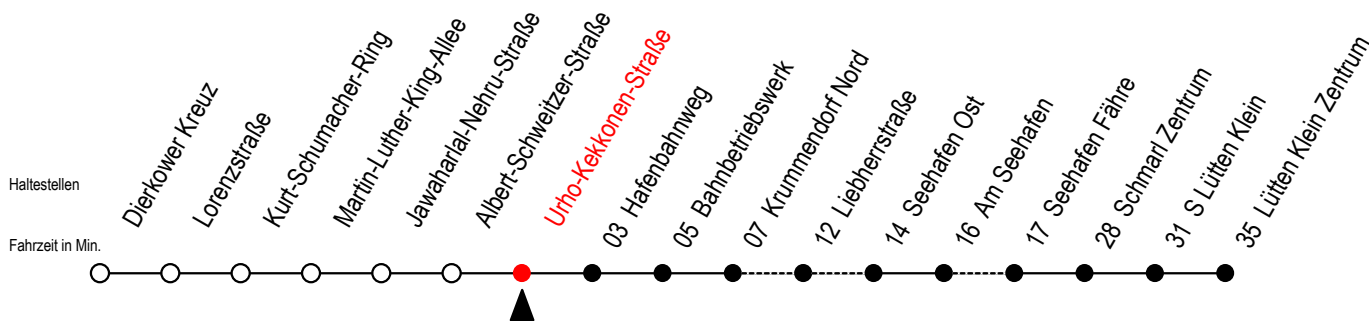 Haltestellen
Dierkower Kreuz
Lorenzstraße
Kurt-Schumacher-Ring
Martin-Luther-King-Allee
Jawaharlal-Nehru-Straße
Albert-Schweitzer-Straße
Urho-Kekkonen-Straße
03 Hafenbahnweg
05 Bahnbetriebswerk
07 Krummendorf Nord
12 Liebherrstraße
14 Seehafen Ost
16 Am Seehafen
17 Seehafen Fähre
28 Schmarl Zentrum
31 S Lütten Klein
35 Lütten Klein Zentrum
Fahrzeit in Min.